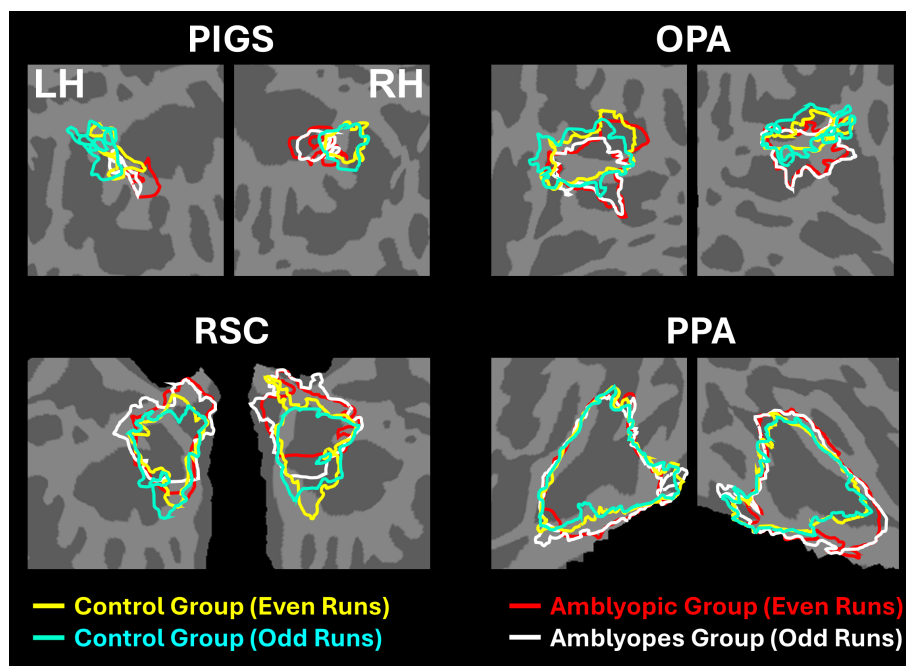 PIGS
OPA
LH
RH
RSC
PPA
Control Group (Even Runs)
Amblyopic Group (Even Runs)
Control Group (Odd Runs)
Amblyopes Group (Odd Runs)